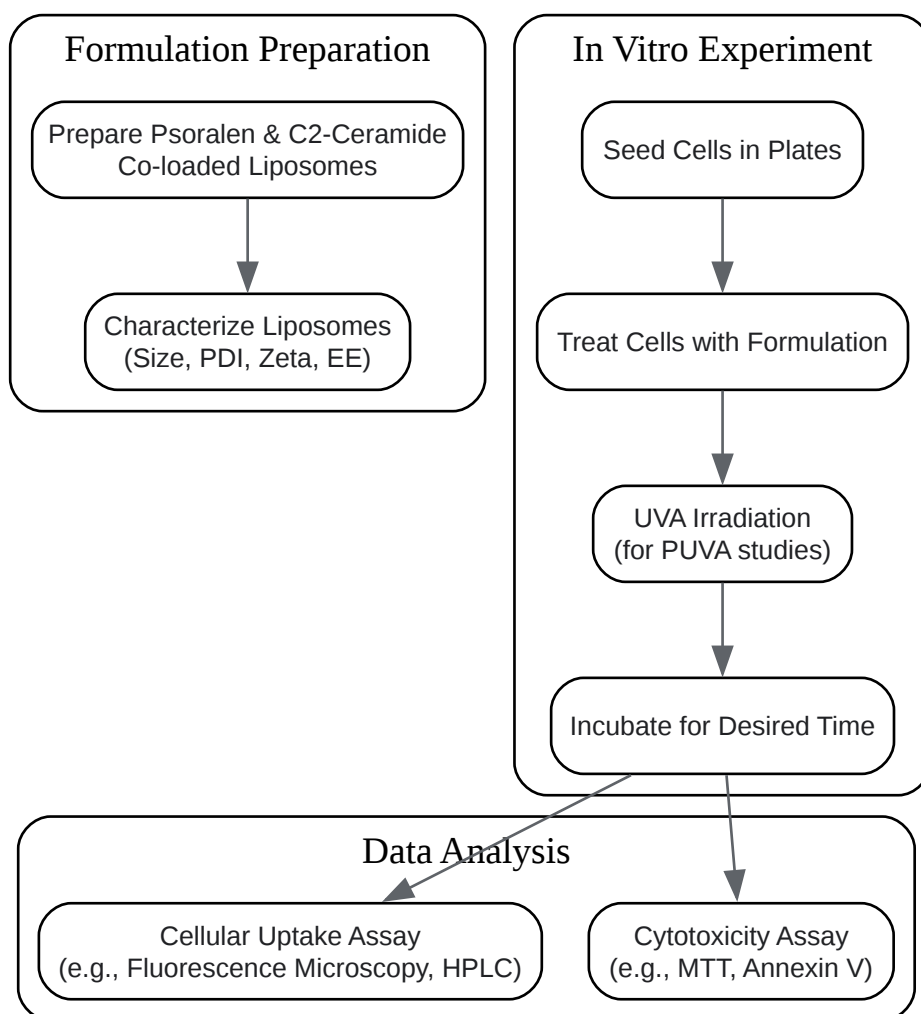 Formulation Preparation
Prepare Psoralen & C2-Ceramide
Co-loaded Liposomes
Characterize Liposomes
(Size, PDI, Zeta, EE)
In Vitro Experiment
Seed Cells in Plates
Treat Cells with Formulation
UVA Irradiation
(for PUVA studies)
Incubate for Desired Time
Data Analysis
Cellular Uptake Assay
(e.g., Fluorescence Microscopy, HPLC)
Cytotoxicity Assay
(e.g., MTT, Annexin V)